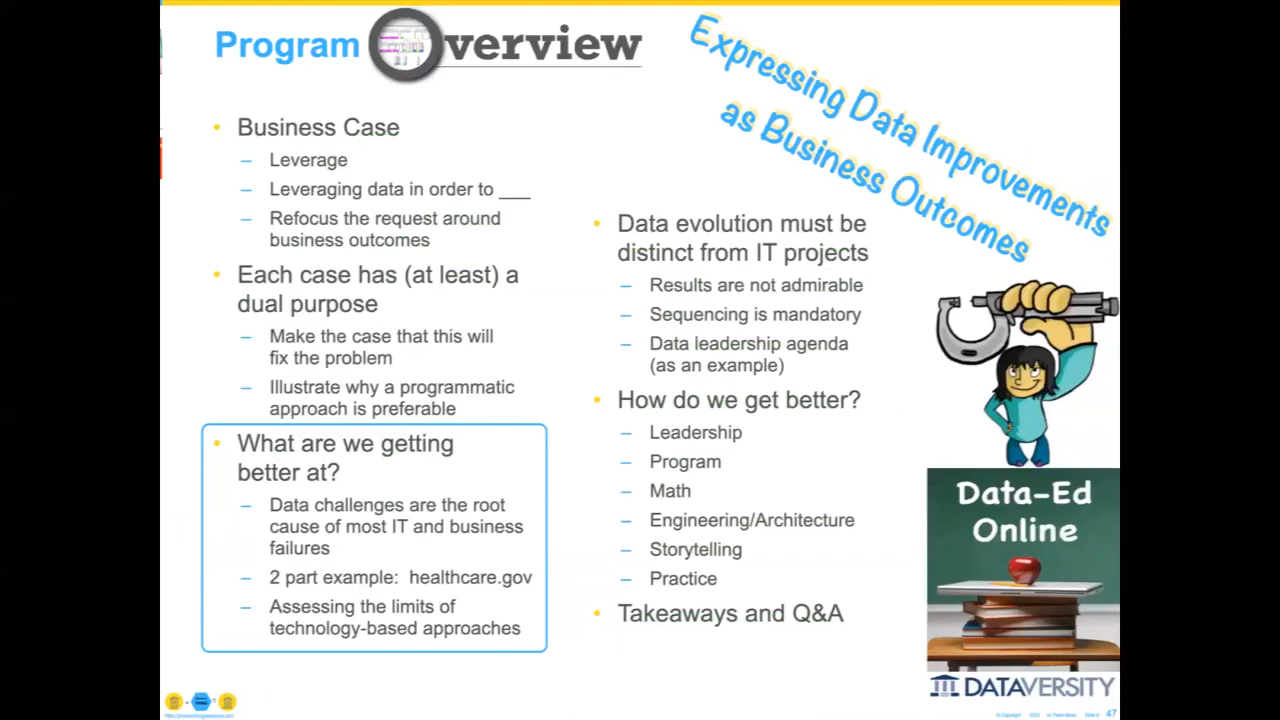 Program Overview
Expressing Data Improvements
as Business Outcomes
• Business Case
– Leverage
– Leveraging data in order to ___
– Refocus the request around
business outcomes
• Each case has (at least) a
dual purpose
– Make the case that this will
fix the problem
– Illustrate why a programmatic
approach is preferable
• What are we getting
better at?
– Data challenges are the root
cause of most IT and business
failures
– 2 part example: healthcare.gov
– Assessing the limits of
technology-based approaches
• Data evolution must be
distinct from IT projects
– Results are not admirable
– Sequencing is mandatory
– Data leadership agenda
(as an example)
• How do we get better?
– Leadership
– Program
– Math
– Engineering/Architecture
– Storytelling
– Practice
• Takeaways and Q&A
Data-Ed
Online
DATAVERSITY
47